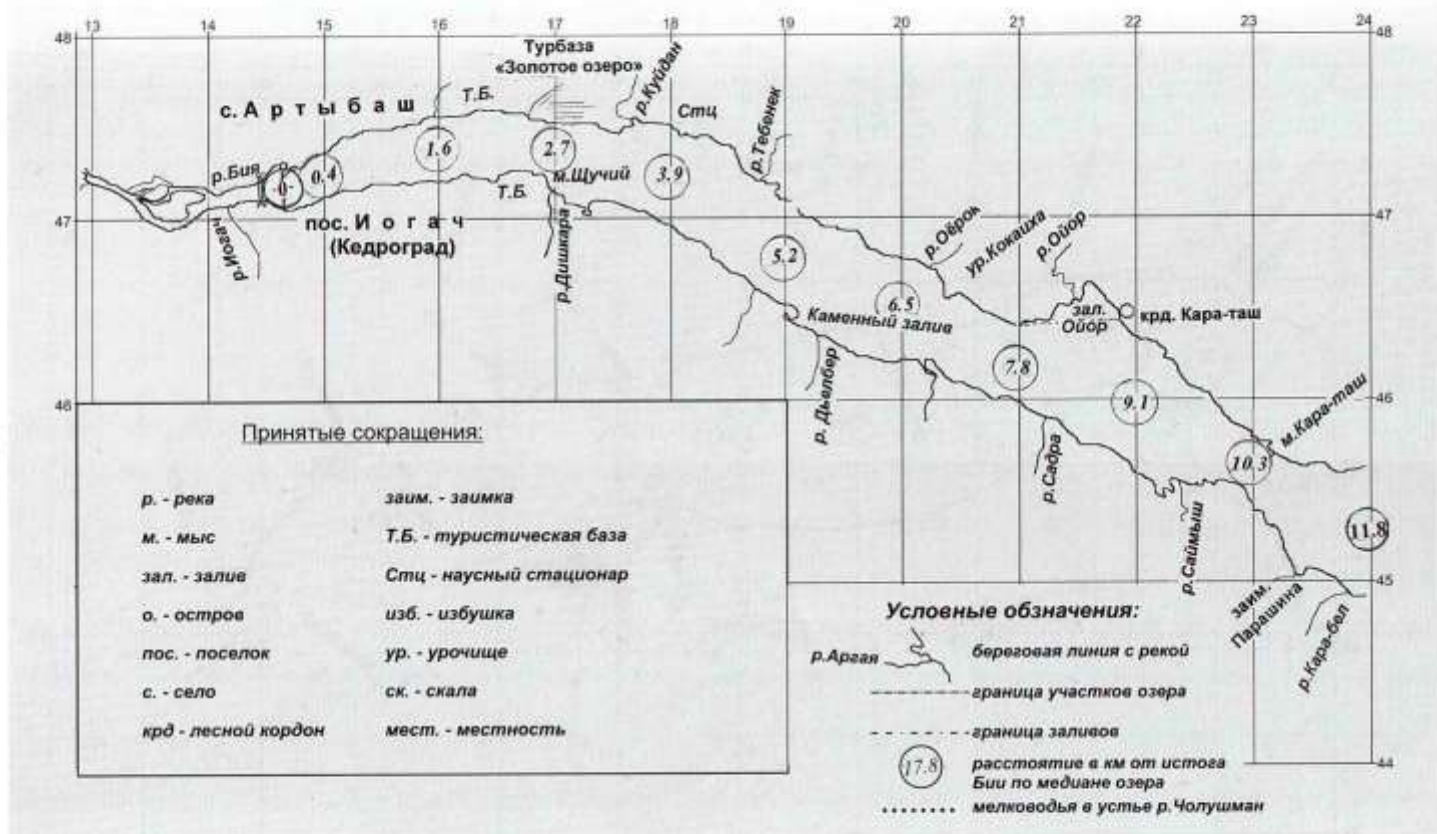 13 14 15 16 17 18 19 20 21 22 23 24
48 48
Турбаза
«Золотое озеро»
Т.Б.
р.Куйдан
Стц
р.Тебенек
с. А р т ы б а ш
р.Бия
0
0.4
1.6
2.7
3.9
м.Щучий
Т.Б.
47 47
пос. И о г а ч
(Кедроград)
р.Иогач
р.Дишкара
5.2
р.Оёрок
ур.Кокаиха
р.Ойор
6.5
Каменный залив
зал.
Ойор
крд. Кара-таш
р. Дьелбер
7.8
9.1
46 46
м.Кара-таш
р.Садра
10.3
р.Саймыш
11.8
45
заим.
Парашина
р.Кара-бел
44
Принятые сокращения:
р. - река заим. - заимка
м. - мыс Т.Б. - туристическая база
зал. - залив Стц - наусный стационар
о. - остров изб. - избушка
пос. - поселок ур. - урочище
с. - село ск. - скала
крд - лесной кордон мест. - местность
Условные обозначения:
р.Аргая береговая линия с рекой
граница участков озера
граница заливов
17.8 расстотие в км от истога
Бии по медиане озера
мелководья в устье р.Чолушман